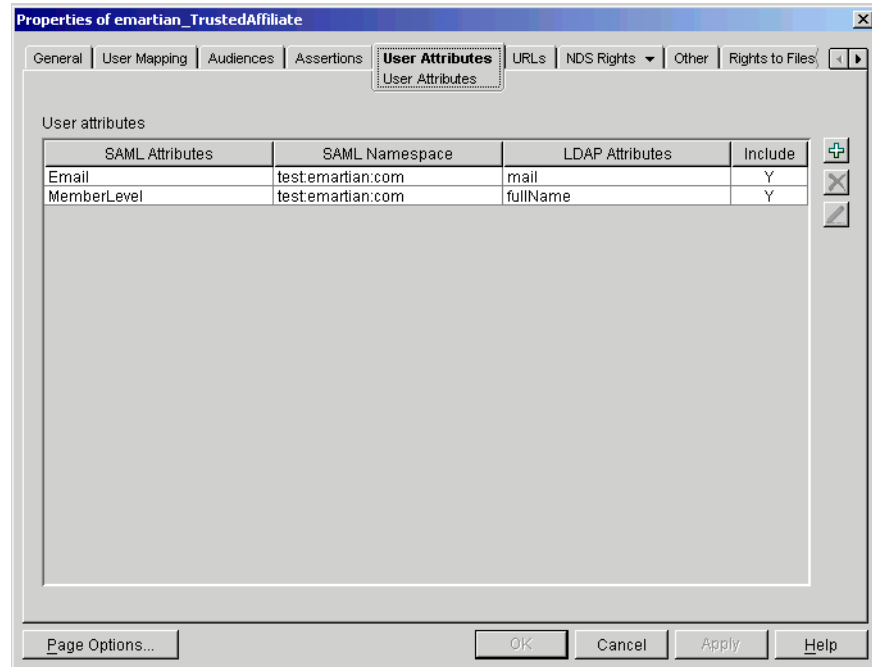 Properties of emartian_TrustedAffiliate
General User Mapping Audiences Assertions User Attributes URLs NDS Rights Other Rights to Files
User Attributes
User attributes
SAML Attributes SAML Namespace LDAP Attributes Include
Email test:emartian:com mail Y
MemberLevel test:emartian:com fullName Y
Page Options... OK Cancel Apply Help